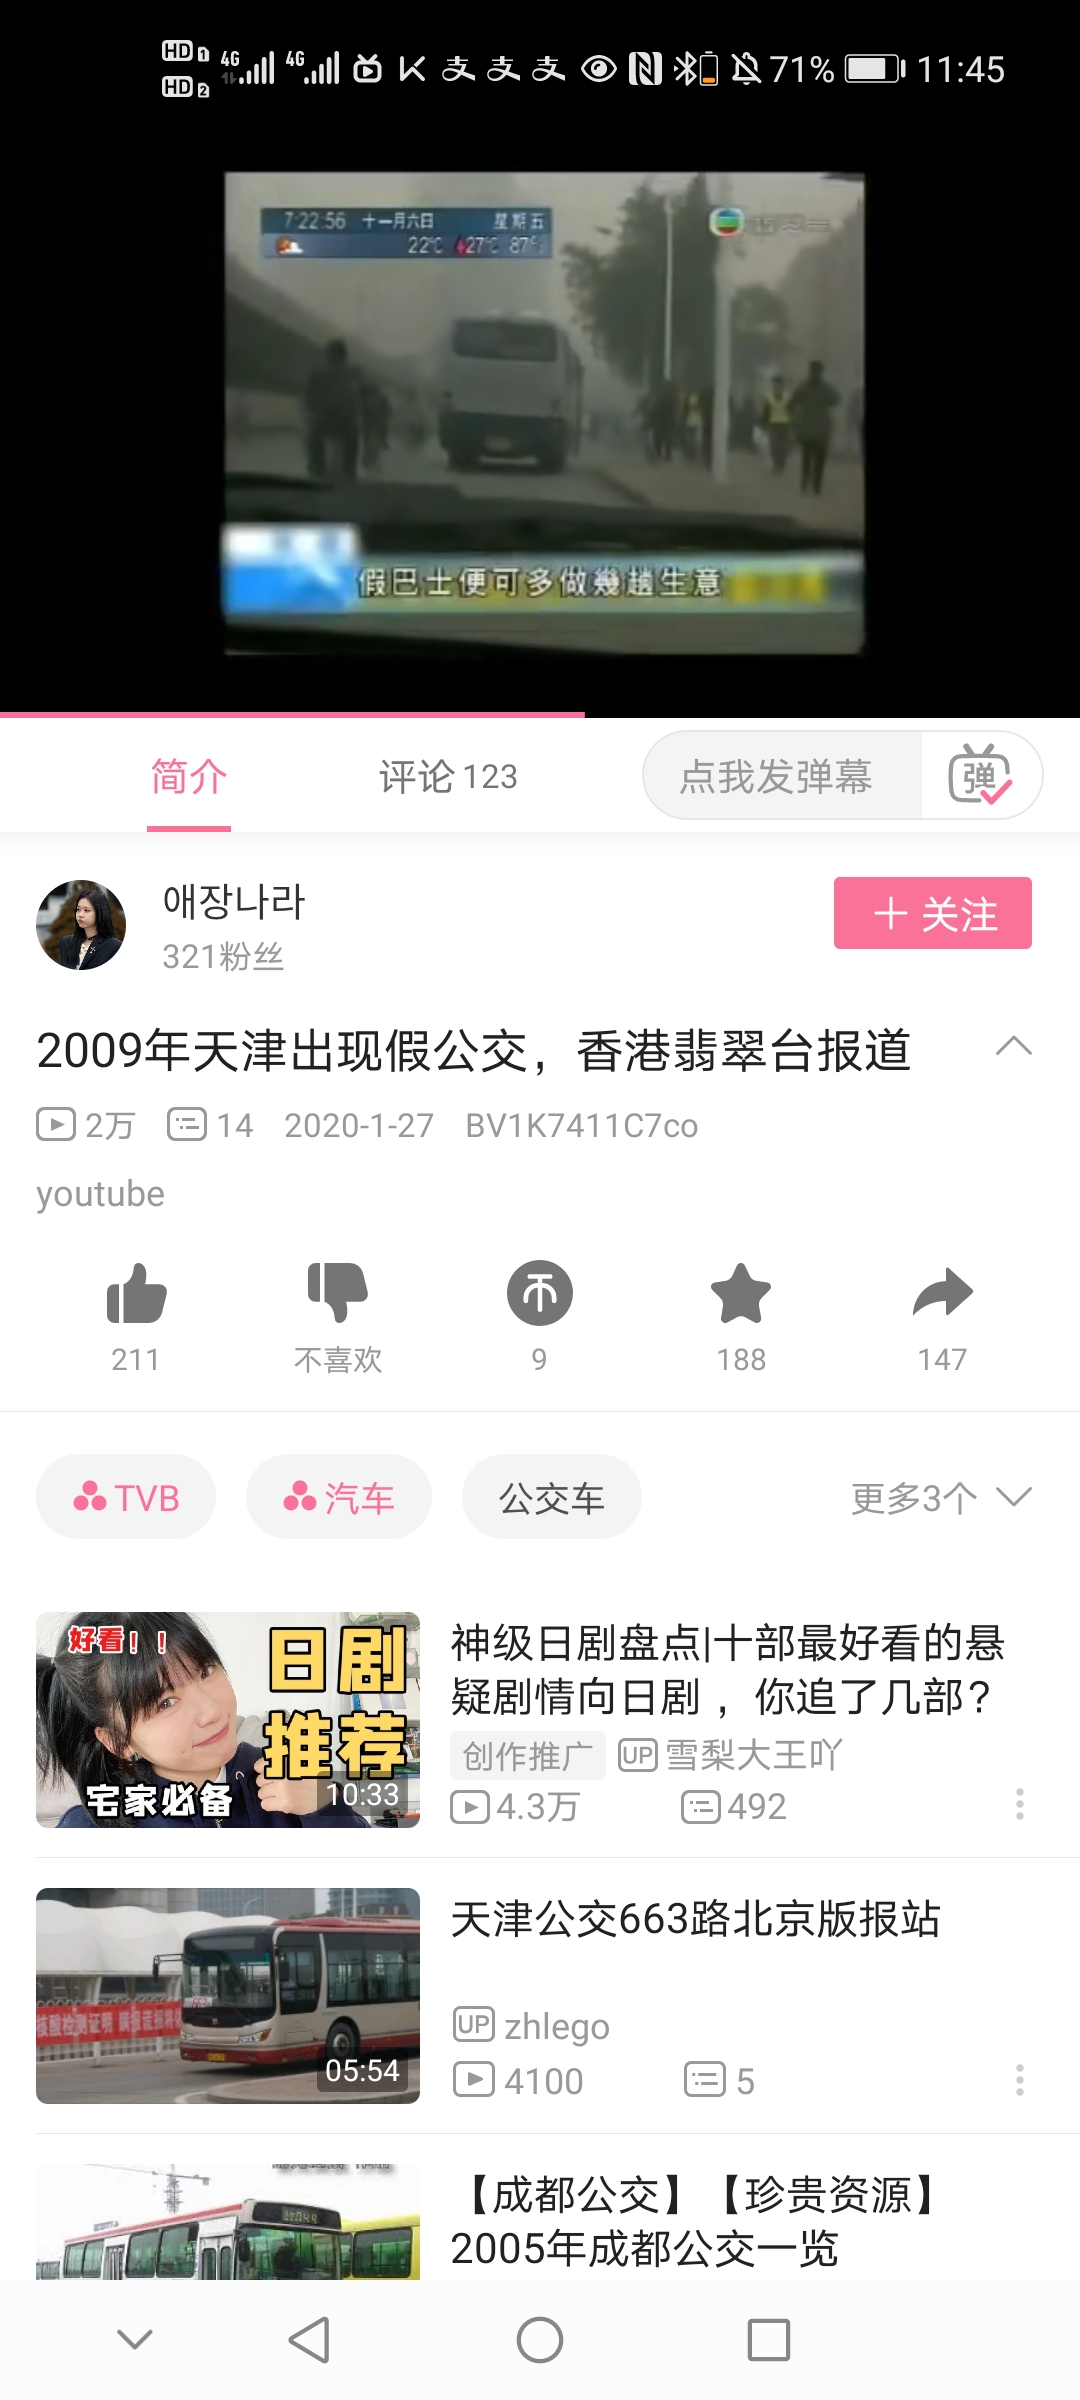 HD 1 4G 4G 71% 11:45
HD 2
7:22:56 十一月六日 星期五
22℃ 27℃ 87%
假巴士便可多做幾趟生意
简介 评论 123 点我发弹幕 弹
애장나라
321粉丝
+ 关注
2009年天津出现假公交，香港翡翠台报道
2万 14 2020-1-27 BV1K7411C7co
youtube
211 不喜欢 9 188 147
TVB 汽车 公交车 更多3个
好看！！
日剧
推荐
宅家必备
10:33
神级日剧盘点|十部最好看的悬
疑剧情向日剧 ，你追了几部？
创作推广 UP 雪梨大王吖
4.3万 492
05:54
天津公交663路北京版报站
UP zhlego
4100 5
【成都公交】【珍贵资源】
2005年成都公交一览